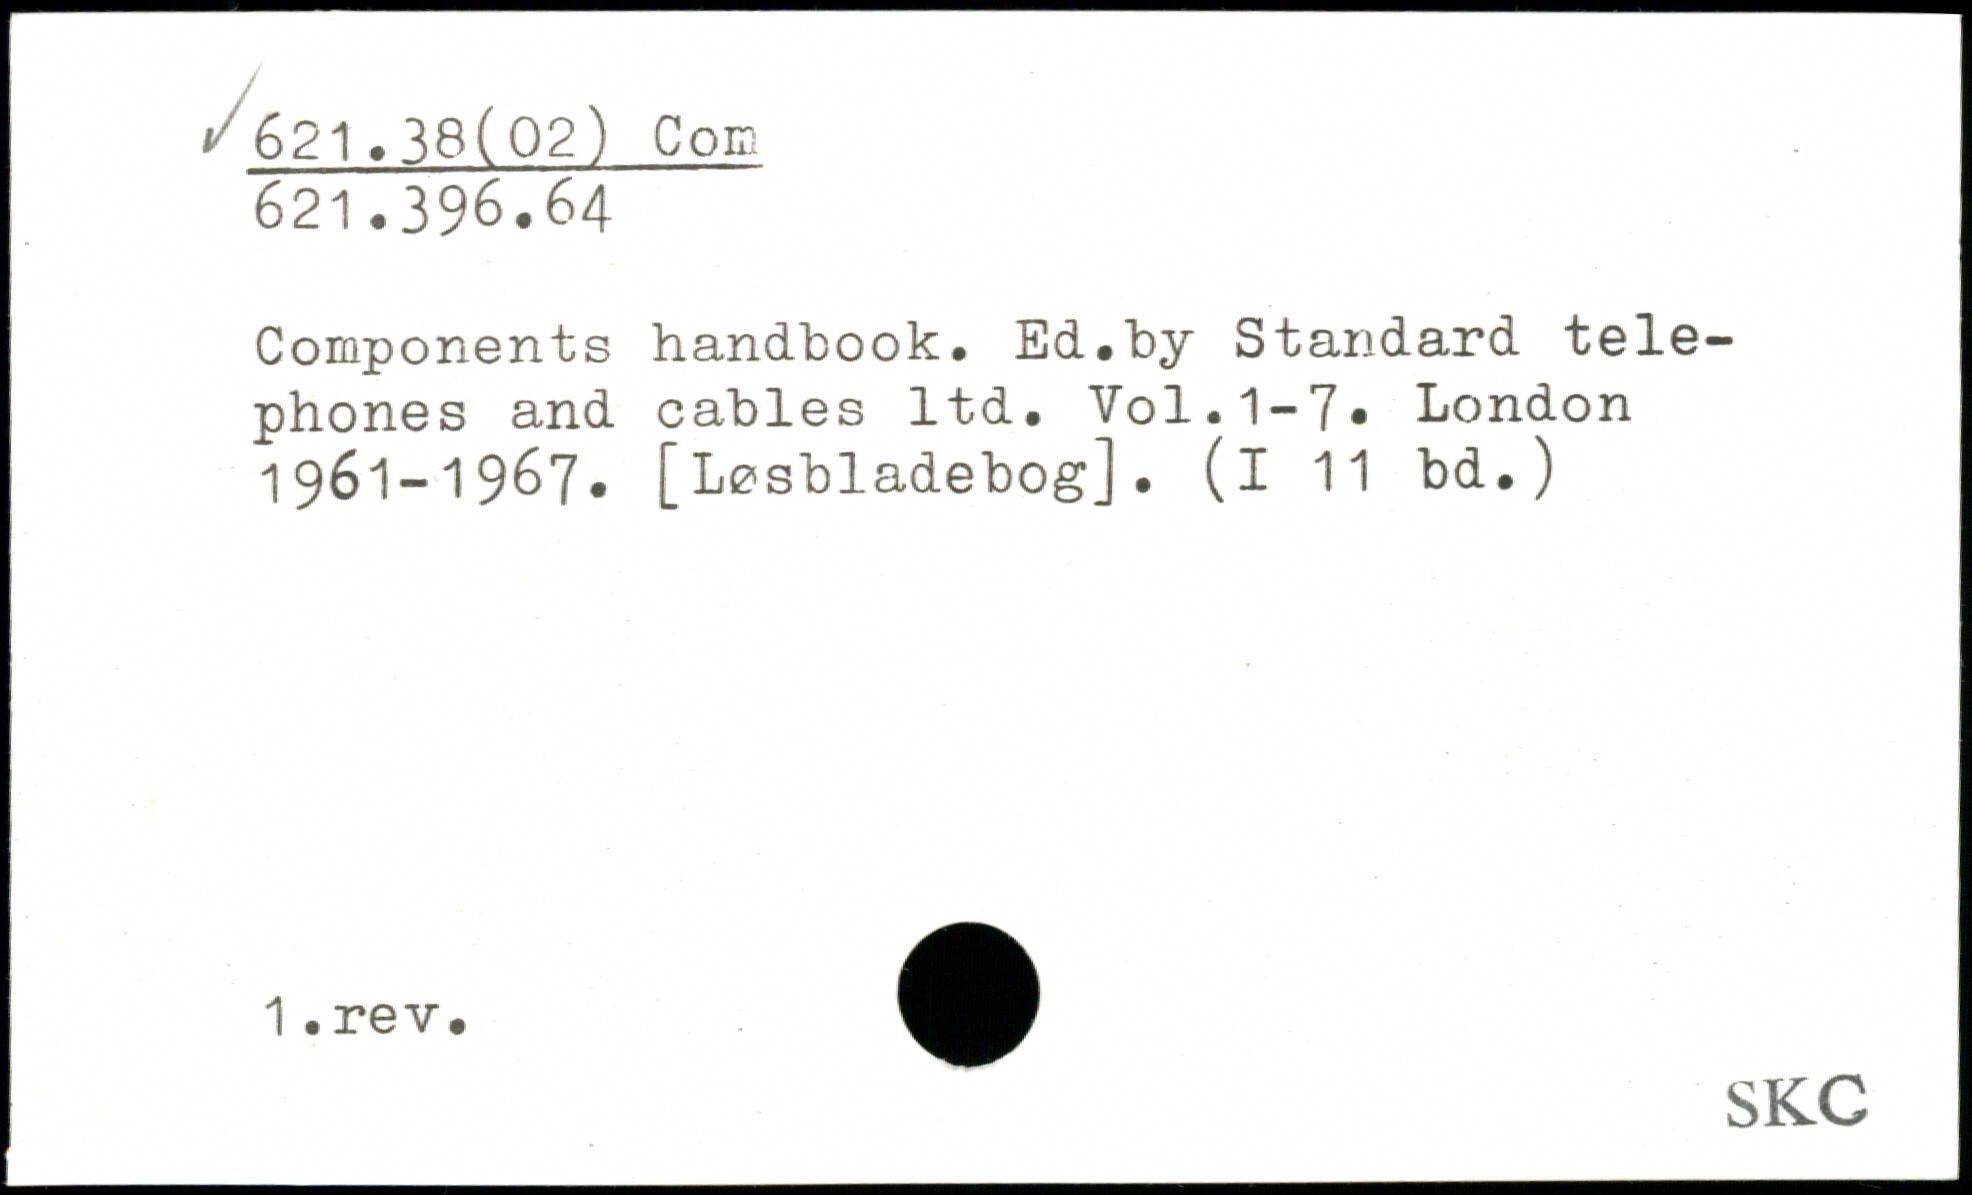 ✓ 621.38(02) Com
621.396.64
Components handbook. Ed.by Standard tele-
phones and cables ltd. Vol.1-7. London
1961-1967. [Løsbladebog]. (I 11 bd.)
1.rev.
SKC